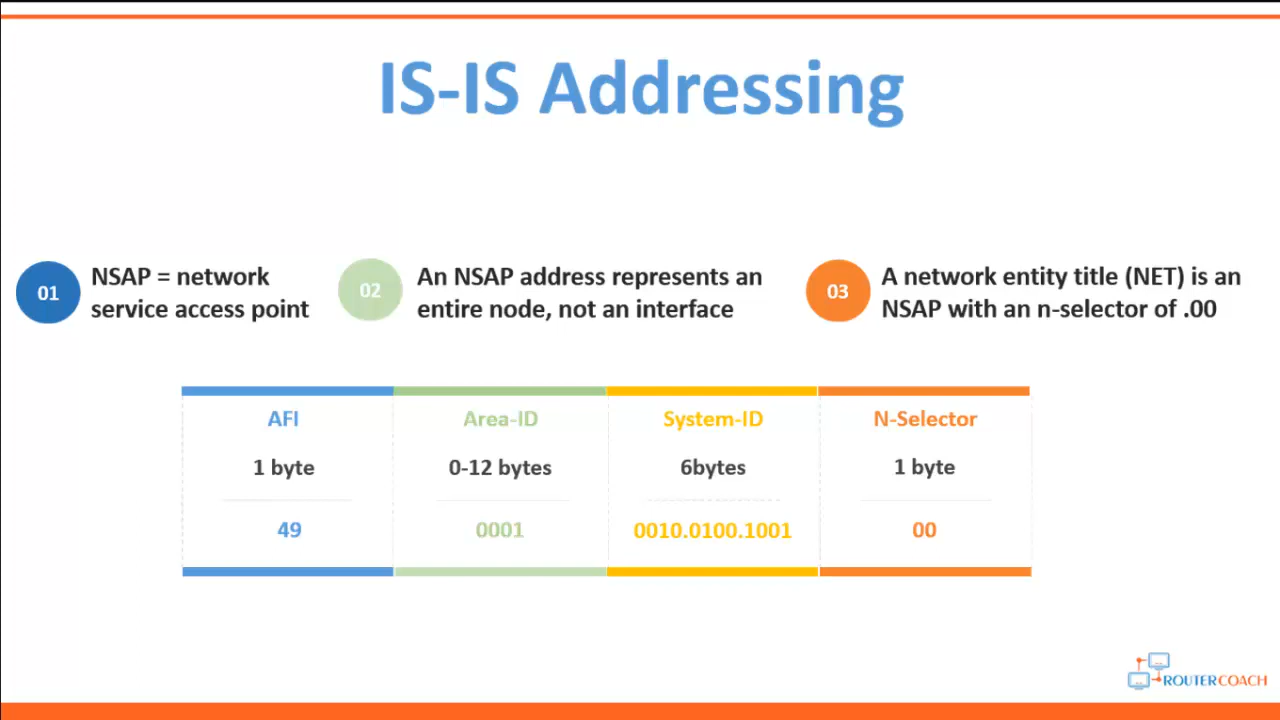 IS-IS Addressing
01
NSAP = network
service access point
02
An NSAP address represents an
entire node, not an interface
03
A network entity title (NET) is an
NSAP with an n-selector of .00
AFI
Area-ID
System-ID
N-Selector
1 byte
0-12 bytes
6bytes
1 byte
49
0001
0010.0100.1001
00
ROUTERCOACH